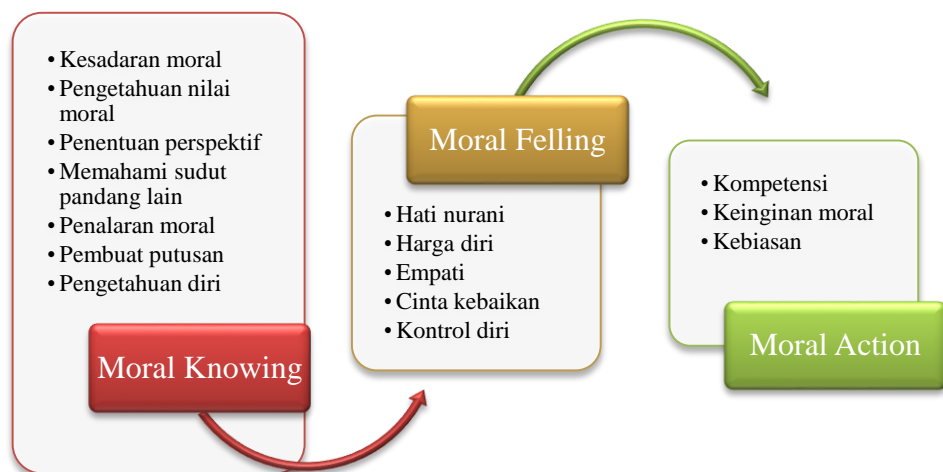 • Kesadaran moral
• Pengetahuan nilai
moral
• Penentuan perspektif
• Memahami sudut
pandang lain
• Penalaran moral
• Pembuat putusan
• Pengetahuan diri
Moral Knowing
Moral Felling
• Hati nurani
• Harga diri
• Empati
• Cinta kebaikan
• Kontrol diri
• Kompetensi
• Keinginan moral
• Kebiasan
Moral Action